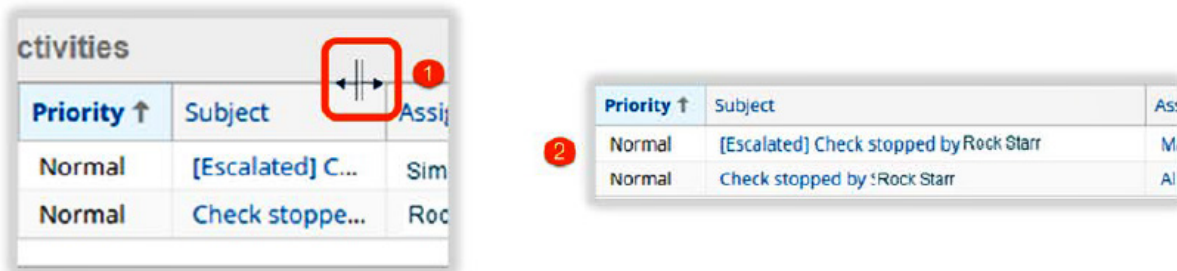 ctivities
1
Priority ↑ Subject Assi
Normal [Escalated] C... Sim
Normal Check stoppe... Roc
2
Priority ↑ Subject Ass
Normal [Escalated] Check stopped by Rock Starr Ma
Normal Check stopped by :Rock Starr Al